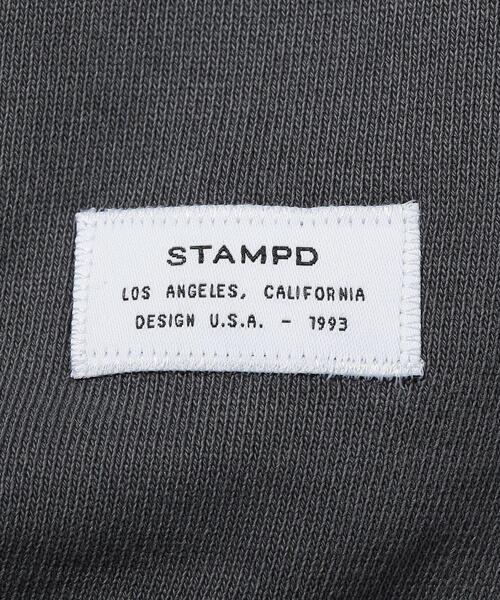 STAMPD
LOS ANGELES, CALIFORNIA
DESIGN U.S.A. - 1993